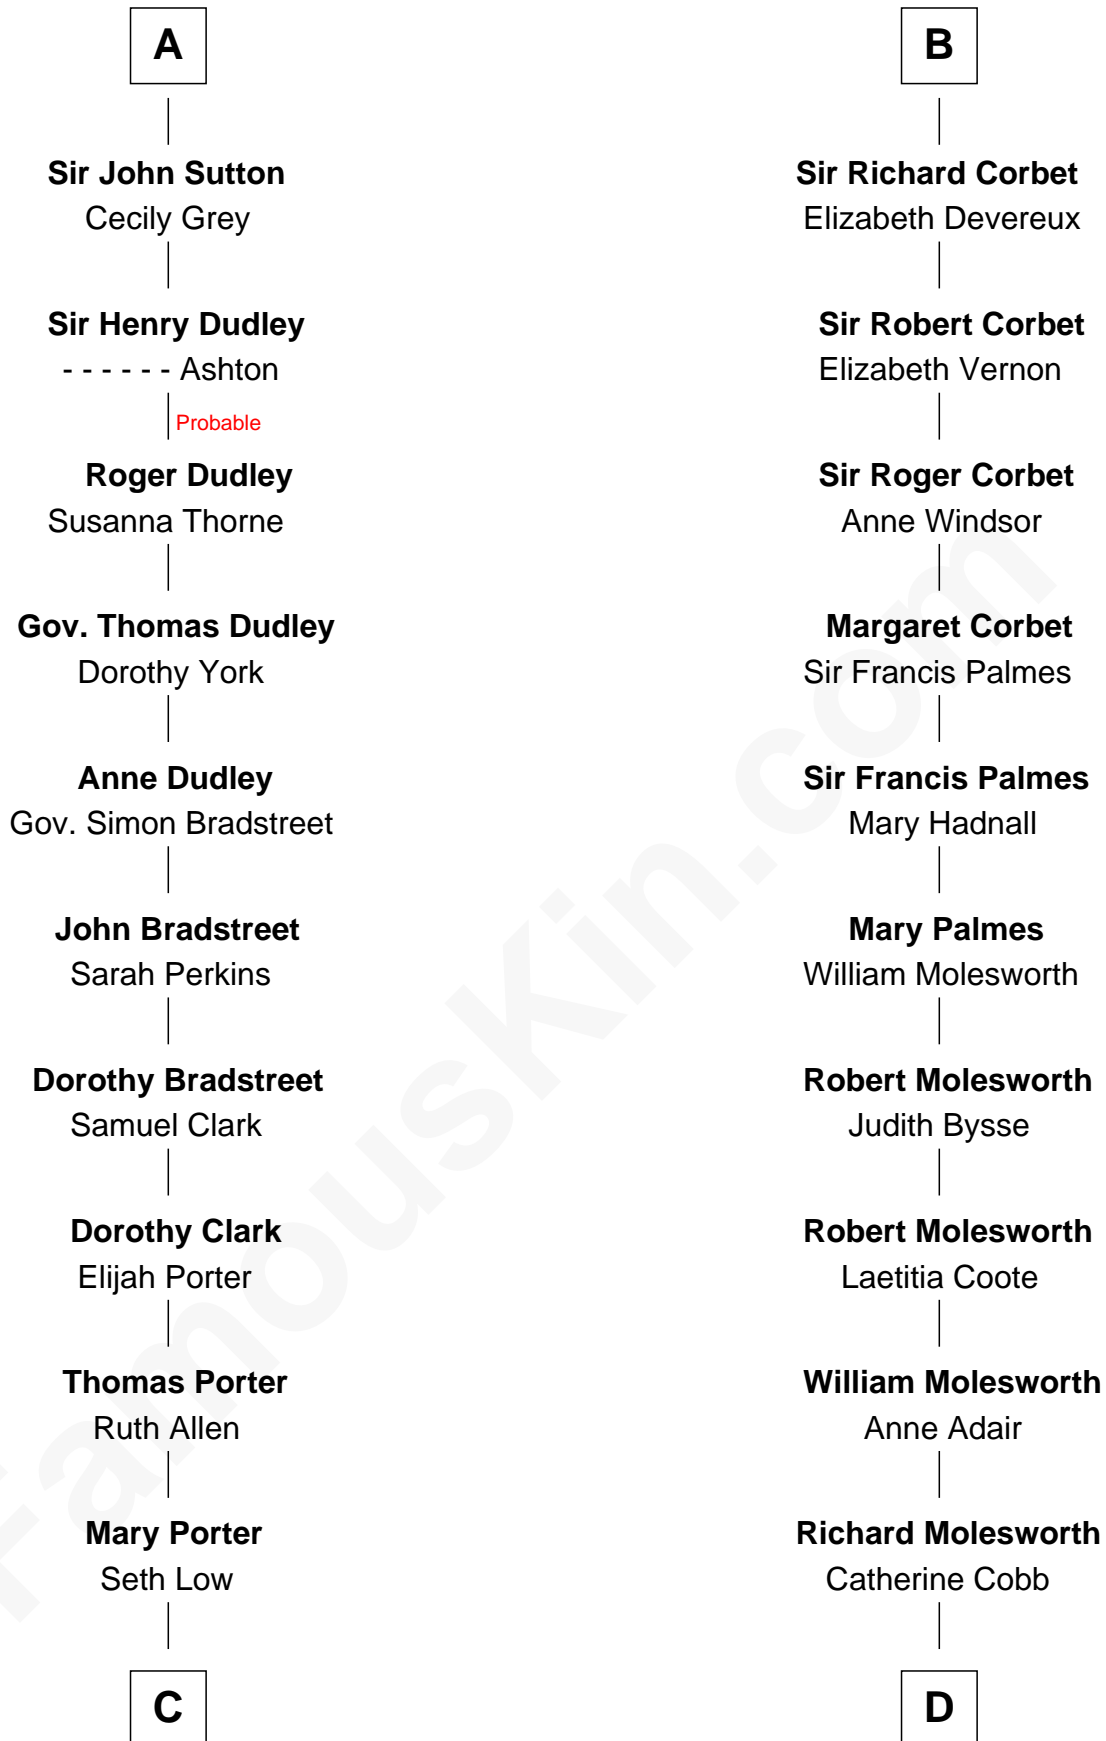 A
Sir John Sutton
Cecily Grey
Sir Henry Dudley
- - - - - - Ashton
Probable
Roger Dudley
Susanna Thorne
Gov. Thomas Dudley
Dorothy York
Anne Dudley
Gov. Simon Bradstreet
John Bradstreet
Sarah Perkins
Dorothy Bradstreet
Samuel Clark
Dorothy Clark
Elijah Porter
Thomas Porter
Ruth Allen
Mary Porter
Seth Low
C
B
Sir Richard Corbet
Elizabeth Devereux
Sir Robert Corbet
Elizabeth Vernon
Sir Roger Corbet
Anne Windsor
Margaret Corbet
Sir Francis Palmes
Sir Francis Palmes
Mary Hadnall
Mary Palmes
William Molesworth
Robert Molesworth
Judith Bysse
Robert Molesworth
Laetitia Coote
William Molesworth
Anne Adair
Richard Molesworth
Catherine Cobb
D
FamousKin.com